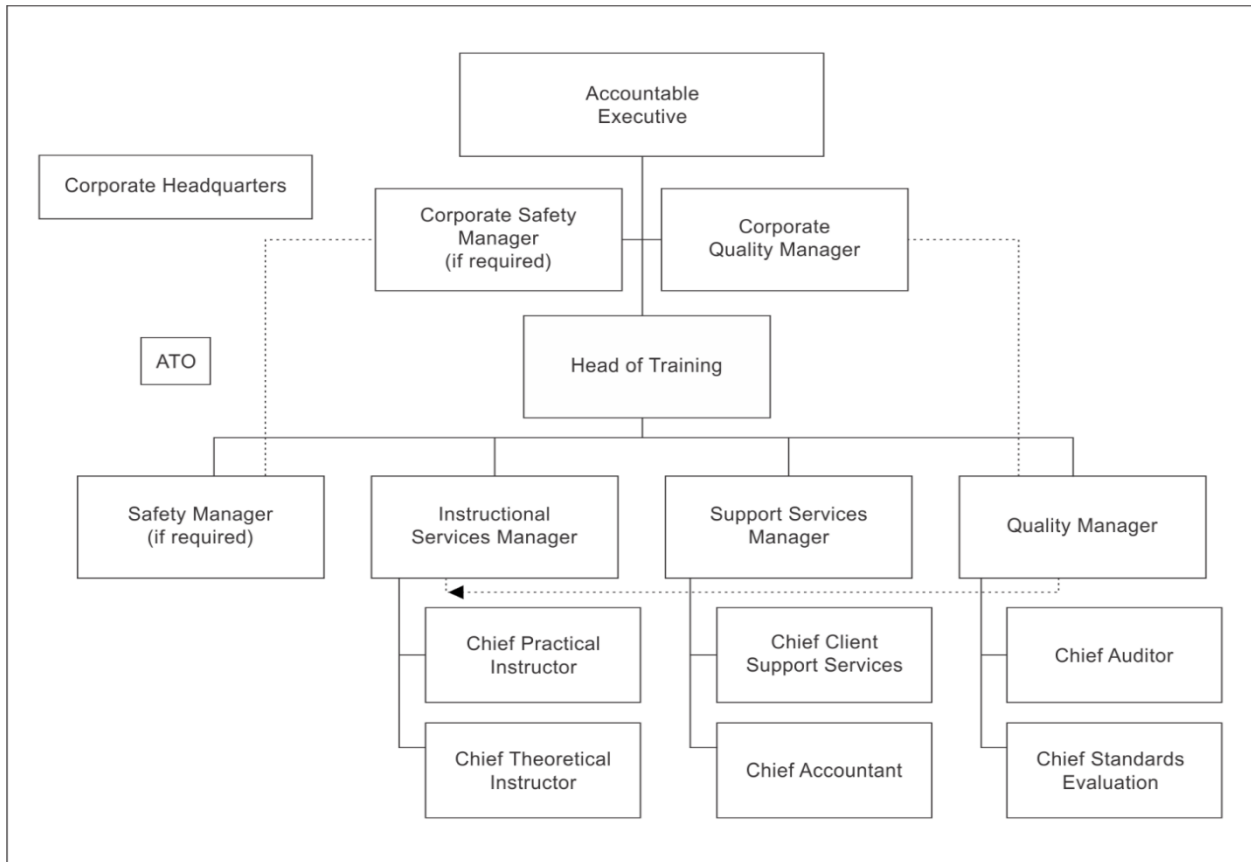 Accountable
Executive
Corporate Headquarters
Corporate Safety
Manager
(if required)
Corporate
Quality Manager
Head of Training
ATO
Safety Manager
(if required)
Instructional
Services Manager
Support Services
Manager
Quality Manager
Chief Practical
Instructor
Chief Client
Support Services
Chief Auditor
Chief Theoretical
Instructor
Chief Accountant
Chief Standards
Evaluation